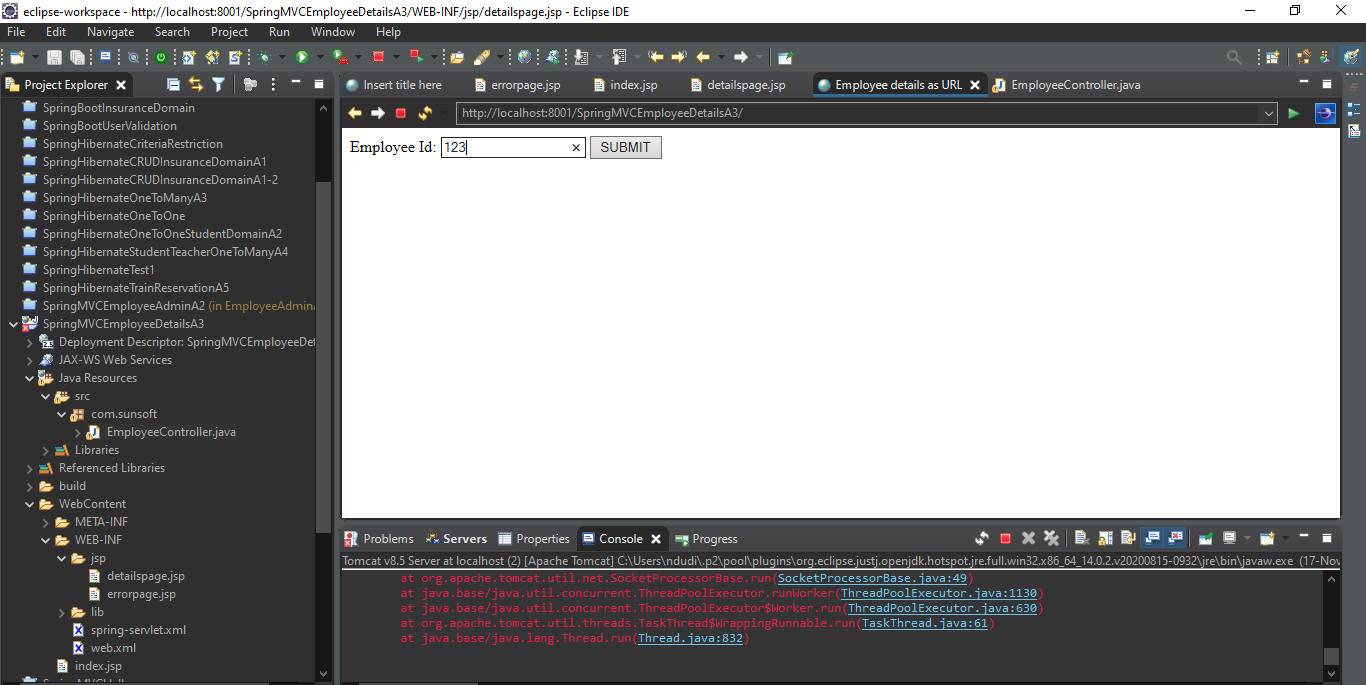 eclipse-workspace - http://localhost:8001/SpringMVCEmployeeDetailsA3/WEB-INF/jsp/detailspage.jsp - Eclipse IDE
File Edit Navigate Search Project Run Window Help
Project Explorer
Insert title here errorpage.jsp index.jsp detailspage.jsp Employee details as URL EmployeeController.java
http://localhost:8001/SpringMVCEmployeeDetailsA3/
Employee Id: 123 SUBMIT
SpringBootInsuranceDomain
SpringBootUserValidation
SpringHibernateCriteriaRestriction
SpringHibernateCRUDInsuranceDomainA1
SpringHibernateCRUDInsuranceDomainA1-2
SpringHibernateOneToManyA3
SpringHibernateOneToOne
SpringHibernateOneToOneStudentDomainA2
SpringHibernateStudentTeacherOneToManyA4
SpringHibernateTest1
SpringHibernateTrainReservationA5
SpringMVCEmployeeAdminA2 (in EmployeeAdmin
SpringMVCEmployeeDetailsA3
Deployment Descriptor: SpringMVCEmployeeDet
JAX-WS Web Services
Java Resources
src
com.sunsoft
EmployeeController.java
Libraries
Referenced Libraries
build
WebContent
META-INF
WEB-INF
jsp
detailspage.jsp
errorpage.jsp
lib
spring-servlet.xml
web.xml
index.jsp
Problems Servers Properties Console Progress
Tomcat v8.5 Server at localhost (2) [Apache Tomcat] C:\Users\ndudi\.p2\pool\plugins\org.eclipse.justj.openjdk.hotspot.jre.full.win32.x86_64_14.0.2.v20200815-0932\jre\bin\javaw.exe (17-Nov
at org.apache.tomcat.util.net.SocketProcessorBase.run(SocketProcessorBase.java:49)
at java.base/java.util.concurrent.ThreadPoolExecutor.runWorker(ThreadPoolExecutor.java:1130)
at java.base/java.util.concurrent.ThreadPoolExecutor$Worker.run(ThreadPoolExecutor.java:630)
at org.apache.tomcat.util.threads.TaskThread$WrappingRunnable.run(TaskThread.java:61)
at java.base/java.lang.Thread.run(Thread.java:832)